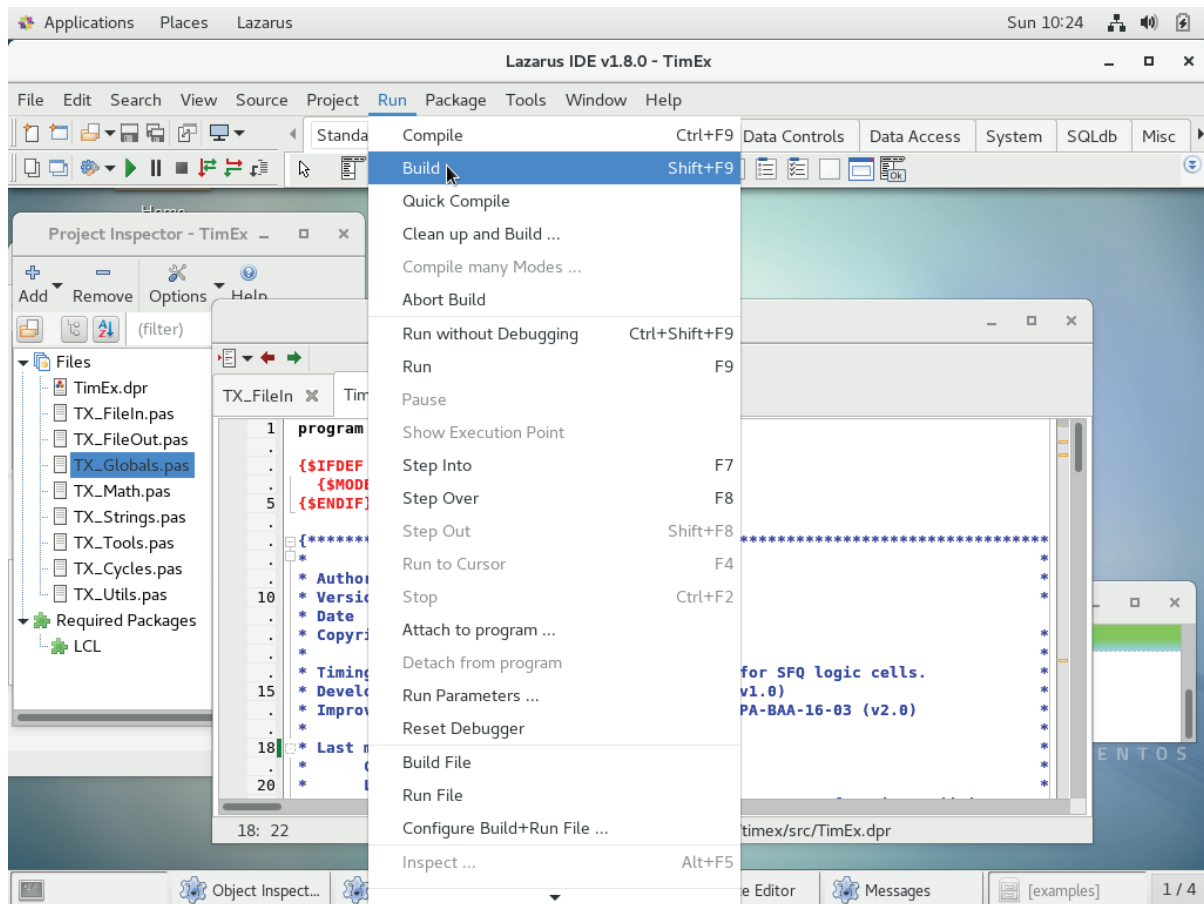 Applications Places Lazarus Sun 10:24
Lazarus IDE v1.8.0 - TimEx
File Edit Search View Source Project Run Package Tools Window Help
Standa
Data Controls Data Access System SQLdb Misc
Ok
Home
Project Inspector - TimEx
Add Remove Options Help
(filter)
Files
TimEx.dpr
TX_FileIn.pas
TX_FileOut.pas
TX_Globals.pas
TX_Math.pas
TX_Strings.pas
TX_Tools.pas
TX_Cycles.pas
TX_Utils.pas
Required Packages
LCL
Compile Ctrl+F9
Build Shift+F9
Quick Compile
Clean up and Build ...
Compile many Modes ...
Abort Build
Run without Debugging Ctrl+Shift+F9
Run F9
Pause
Show Execution Point
Step Into F7
Step Over F8
Step Out Shift+F8
Run to Cursor F4
Stop Ctrl+F2
Attach to program ...
Detach from program
Run Parameters ...
Reset Debugger
Build File
Run File
Configure Build+Run File ...
Inspect ... Alt+F5
TX_FileIn Tim
1 program
. {$IFDEF
. {$MODE
5 {$ENDIF}
. {******* *********************************
. * *
. * Author *
10 * Versio *
. * Date
. * Copyri *
. * *
. * Timing for SFQ logic cells. *
15 * Develo v1.0) *
. * Improv PA-BAA-16-03 (v2.0) *
. * *
18 * Last m *
. * *
20 * *
18: 22 timex/src/TimEx.dpr
ENTOS
Object Inspect... e Editor Messages [examples] 1 / 4